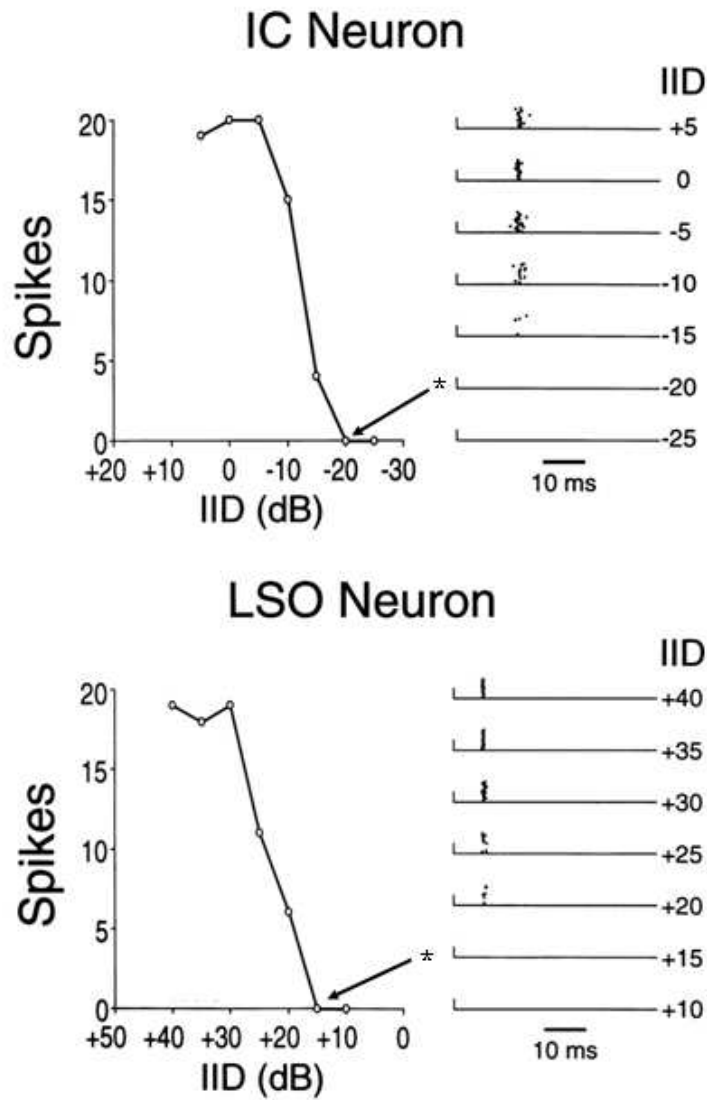 IC Neuron
IID
20
15
10
5
0
Spikes
+20 +10 0 -10 -20 -30
IID (dB)
*
+5
0
-5
-10
-15
-20
-25
10 ms
LSO Neuron
IID
20
15
10
5
0
Spikes
+50 +40 +30 +20 +10 0
IID (dB)
*
+40
+35
+30
+25
+20
+15
+10
10 ms